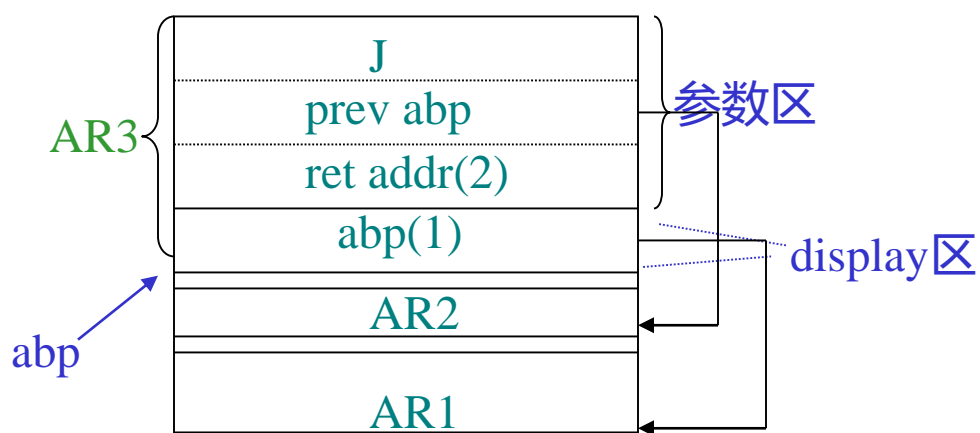 J
prev abp
参数区
AR3
ret addr(2)
abp(1)
display区
AR2
abp
AR1